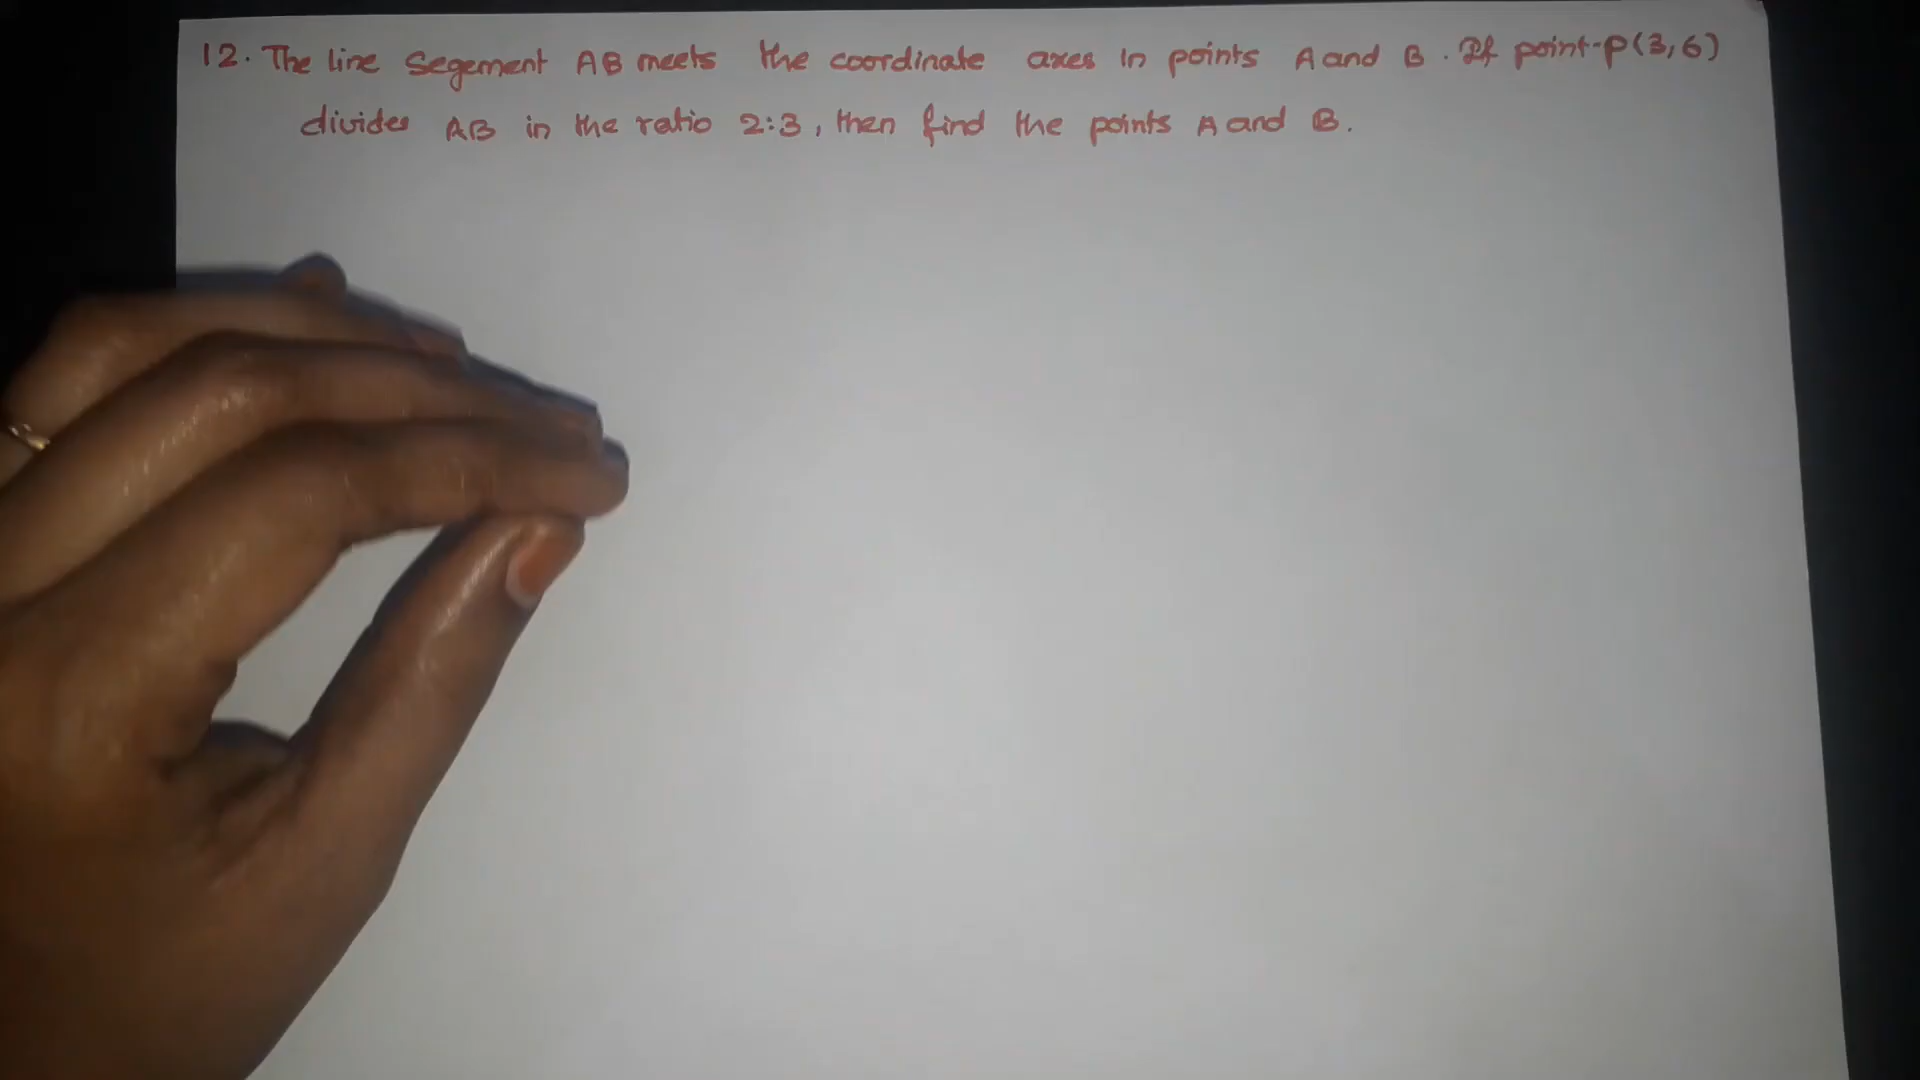 12. The line Segement AB meets the coordinate axes in points A and B. If point-P(3,6)
divides AB in the ratio 2:3, then find the points A and B.